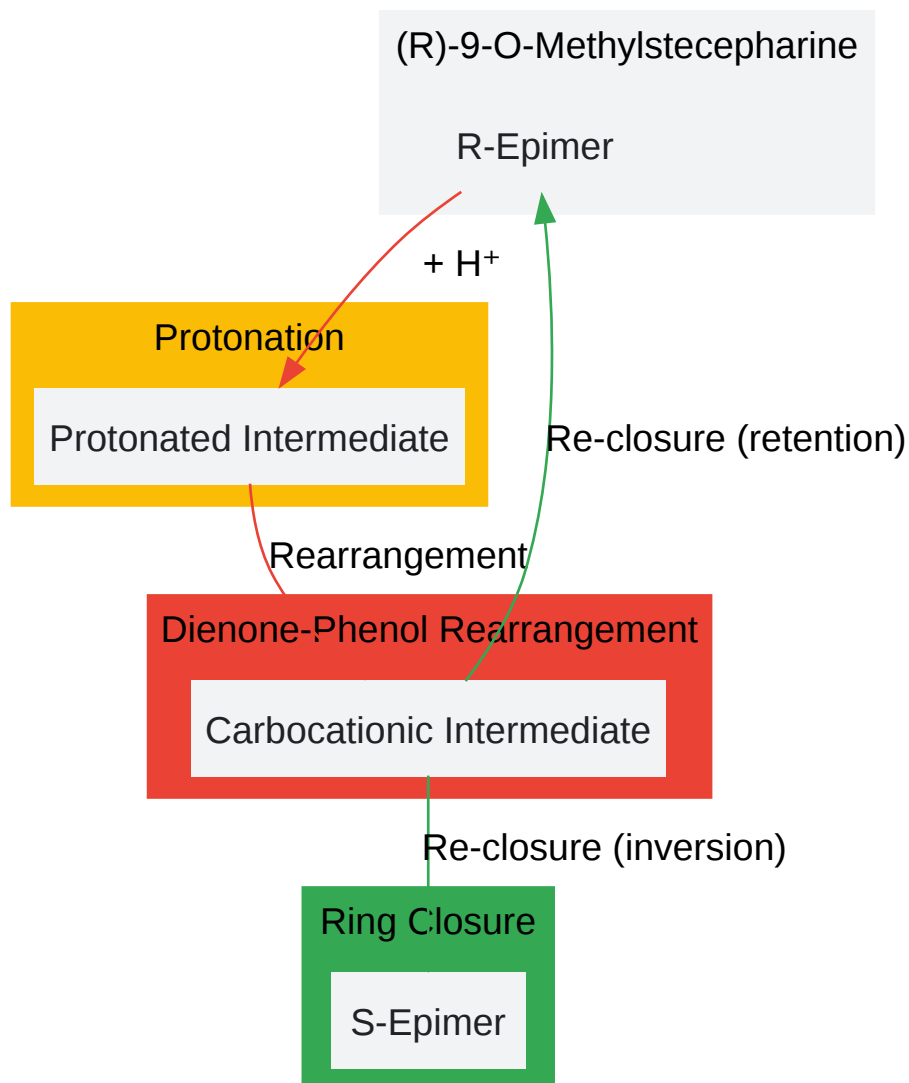 (R)-9-O-Methylstecepharine
R-Epimer
+ H⁺
Protonation
Protonated Intermediate
Re-closure (retention)
Rearrangement
Dienone-Phenol Rearrangement
Carbocationic Intermediate
Re-closure (inversion)
Ring Closure
S-Epimer